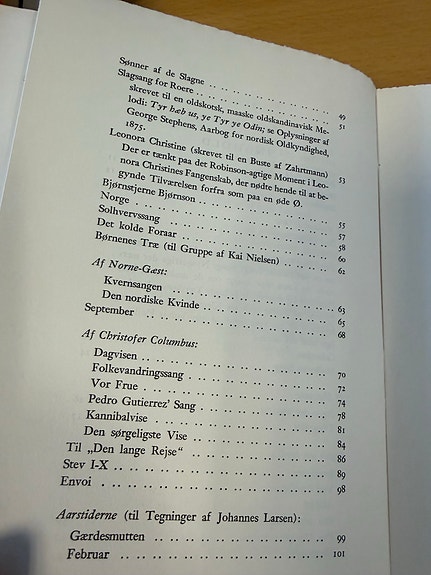 Sønner af de Slagne .. .. .. .. .. .. .. .. 49
Slagsang for Roere .. .. .. .. .. .. .. .. 51
skrevet til en oldskotsk, maaske oldskandinavisk Me-
lodi: Tyr hæb us, ye Tyr ye Odin; se Oplysninger af
George Stephens, Aarbog for nordisk Oldkyndighed,
1875.
Leonora Christine (skrevet til en Buste af Zahrtmann) 53
Der er tænkt paa det Robinson-agtige Moment i Leo-
nora Christines Fangenskab, der nødte hende til at be-
gynde Tilværelsen forfra som paa en øde Ø.
Bjørnstjerne Bjørnson .. .. .. .. .. .. .. 55
Norge .. .. .. .. .. .. .. .. .. .. 57
Solhvervssang .. .. .. .. .. .. .. .. .. 58
Det kolde Foraar .. .. .. .. .. .. .. .. 60
Børnenes Træ (til Gruppe af Kai Nielsen) .. .. .. 62
Af Norne-Gæst:
Kvernsangen .. .. .. .. .. .. .. .. .. 63
Den nordiske Kvinde .. .. .. .. .. .. .. 65
September .. .. .. .. .. .. .. .. .. 68
Af Christofer Columbus:
Dagvisen .. .. .. .. .. .. .. .. .. 70
Folkevandringssang .. .. .. .. .. .. .. 72
Vor Frue .. .. .. .. .. .. .. .. .. 74
Pedro Gutierrez' Sang .. .. .. .. .. .. .. 78
Kannibalvise .. .. .. .. .. .. .. .. 81
Den sørgeligste Vise .. .. .. .. .. .. .. 84
Til „Den lange Rejse“ .. .. .. .. .. .. .. 86
Stev I-X .. .. .. .. .. .. .. .. .. 89
Envoi .. .. .. .. .. .. .. .. .. .. 98
Aarstiderne (til Tegninger af Johannes Larsen):
Gærdesmutten .. .. .. .. .. .. .. .. 99
Februar .. .. .. .. .. .. .. .. .. 101